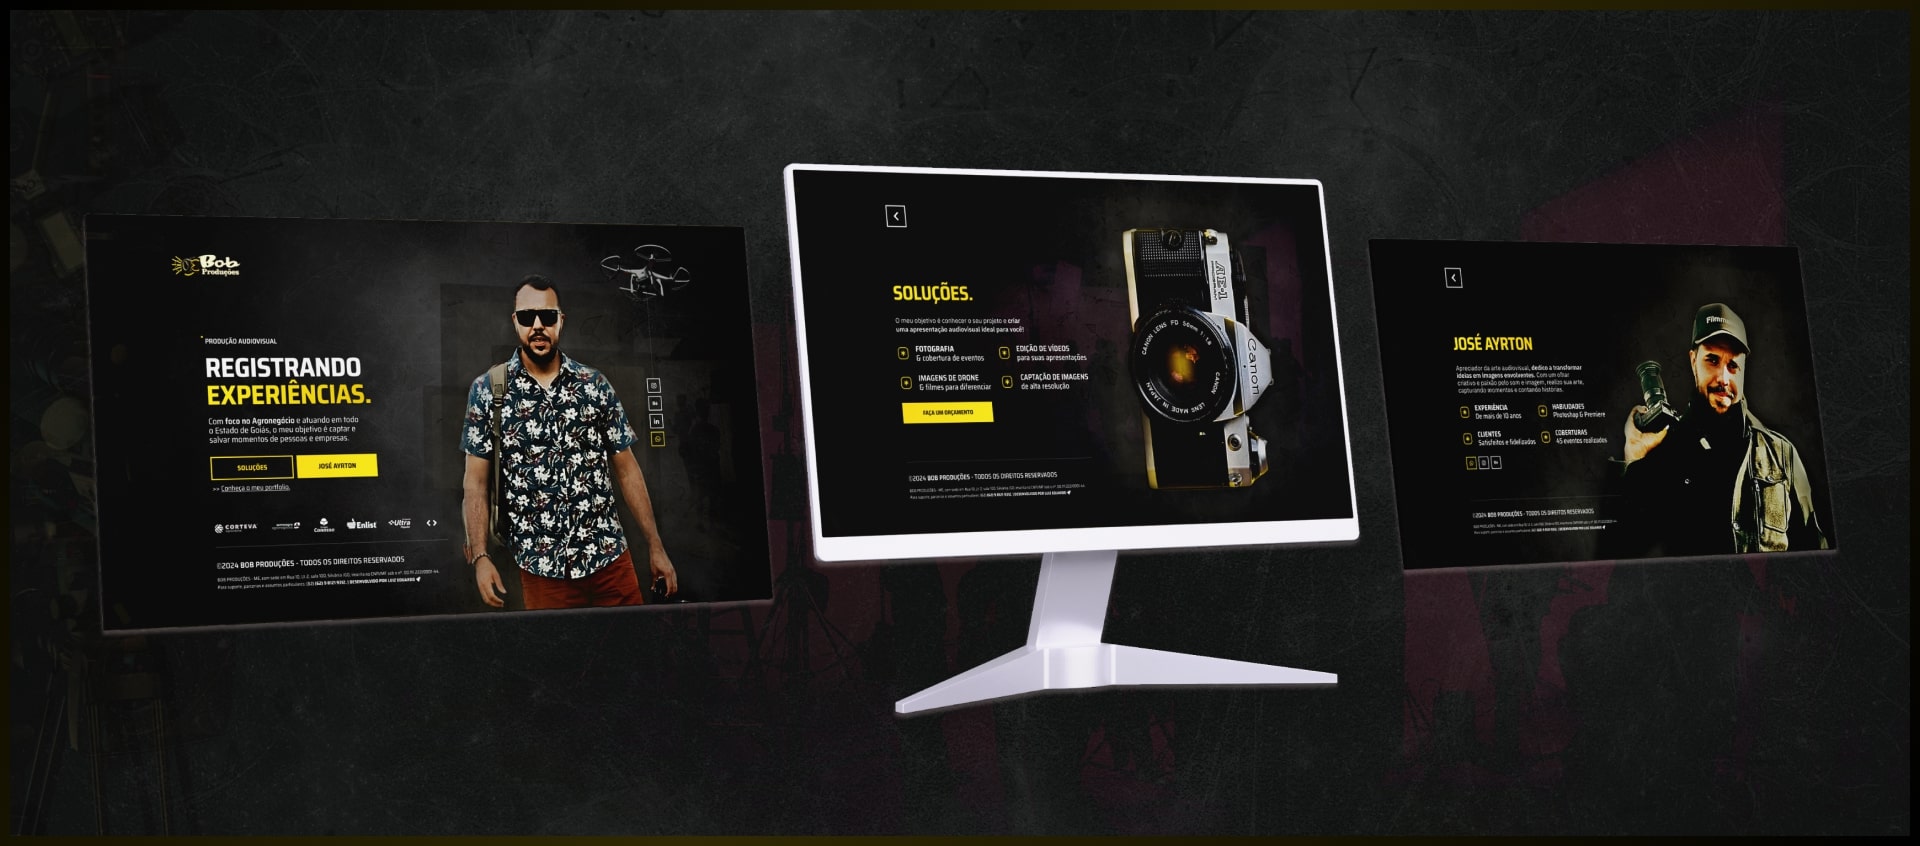 Bob
Produções
PRODUÇÃO AUDIOVISUAL
REGISTRANDO
EXPERIÊNCIAS.
Com foco no Agronegócio e atuando em todo
o Estado de Goiás, o meu objetivo é captar e
salvar momentos de pessoas e empresas.
SOLUÇÕES
JOSÉ AYRTON
>> Conheça o meu portfolio.
CORTEVA
Cosmos
Enlist
Ultra
©2024 BOB PRODUÇÕES - TODOS OS DIREITOS RESERVADOS
SOLUÇÕES.
O meu objetivo é conhecer o seu projeto e criar
uma apresentação audiovisual ideal para você!
FOTOGRAFIA
& cobertura de eventos
EDIÇÃO DE VÍDEOS
para suas apresentações
IMAGENS DE DRONE
& filmes para diferenciar
CAPTAÇÃO DE IMAGENS
de alta resolução
FAÇA UM ORÇAMENTO
©2024 BOB PRODUÇÕES - TODOS OS DIREITOS RESERVADOS
AE-1
Canon
CANON LENS FD 50mm 1:1.8
CANON LENS MADE IN JAPAN
JOSÉ AYRTON
Apreciador da arte audiovisual, dedico a transformar
ideias em imagens envolventes. Com um olhar
criativo e paixão pelo som e imagem, realizo sua arte,
capturando momentos e contando histórias.
EXPERIÊNCIA
De mais de 10 anos
HABILIDADES
Photoshop & Premiere
CLIENTES
Satisfeitos e fidelizados
COBERTURAS
45 eventos realizados
©2024 BOB PRODUÇÕES - TODOS OS DIREITOS RESERVADOS